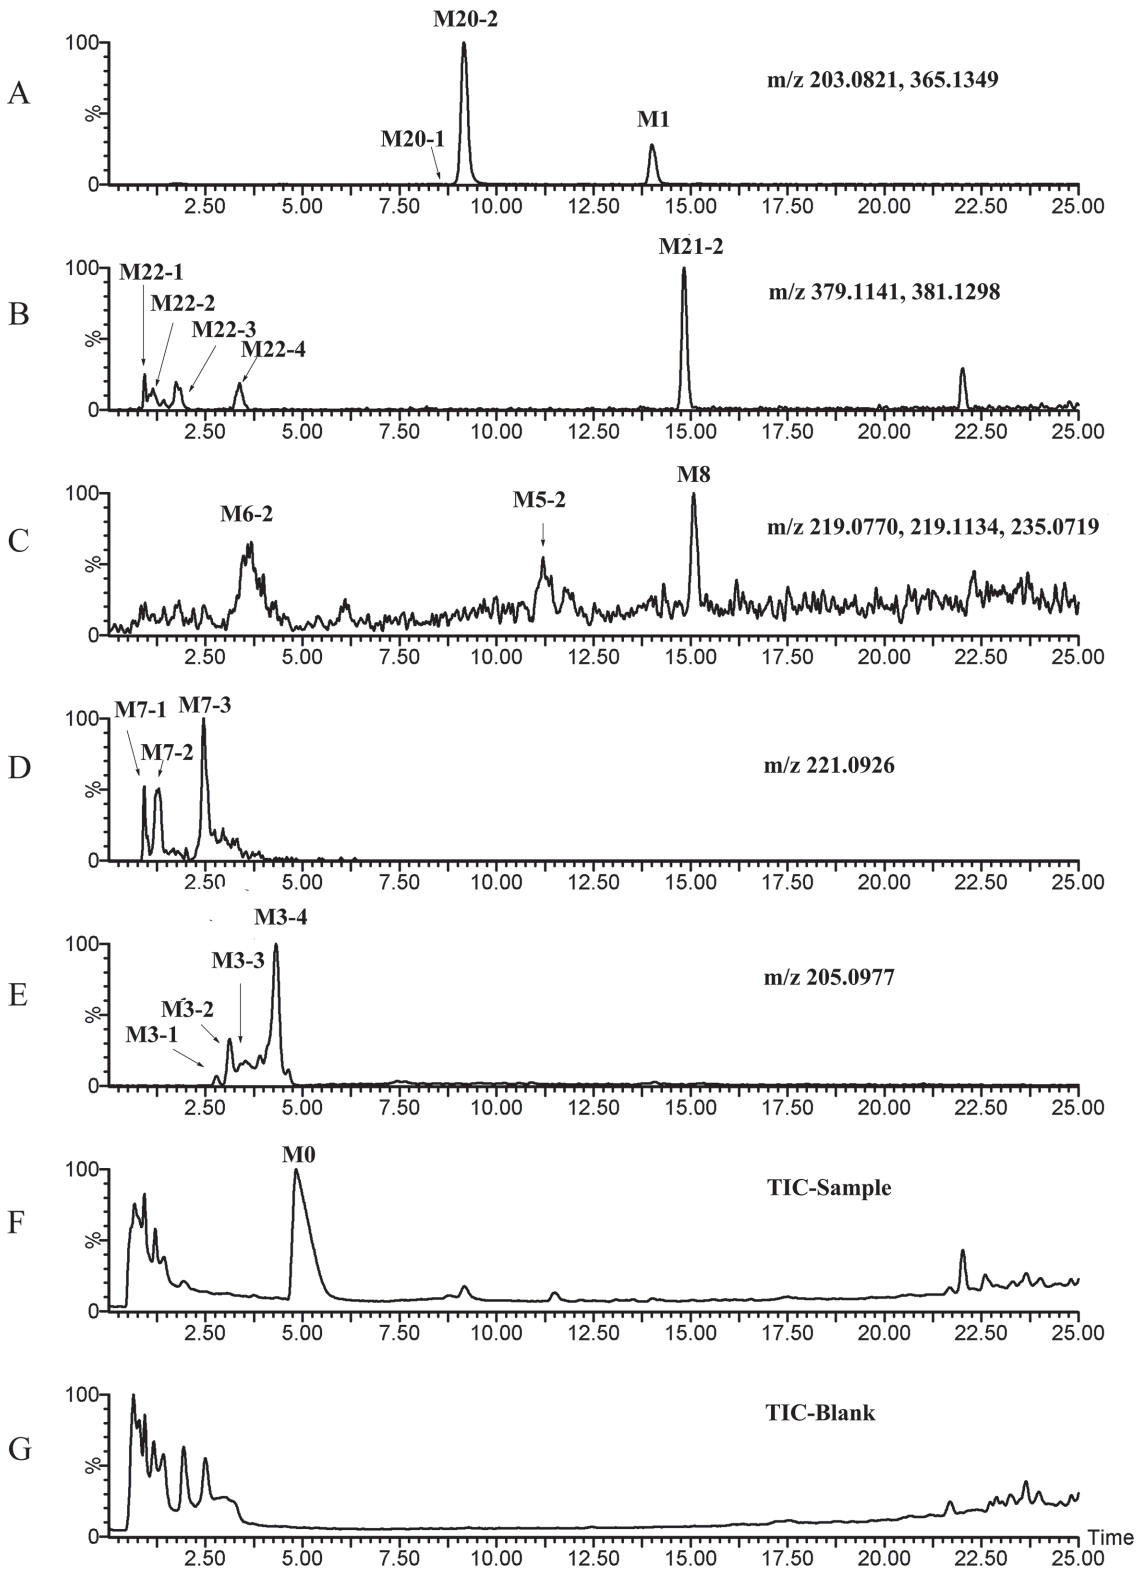 M20-2
100
A
m/z 203.0821, 365.1349
%
M20-1
M1
0
2.50 5.00 7.50 10.00 12.50 15.00 17.50 20.00 22.50 25.00
M21-2
100
M22-1
B
m/z 379.1141, 381.1298
M22-2
%
M22-3
M22-4
0
2.50 5.00 7.50 10.00 12.50 15.00 17.50 20.00 22.50 25.00
M8
100
M5-2
M6-2
C
m/z 219.0770, 219.1134, 235.0719
%
0
2.50 5.00 7.50 10.00 12.50 15.00 17.50 20.00 22.50 25.00
M7-1 M7-3
100
M7-2
D
m/z 221.0926
%
0
2.50 5.00 7.50 10.00 12.50 15.00 17.50 20.00 22.50 25.00
M3-4
100
M3-3
E
m/z 205.0977
M3-2
%
M3-1
0
2.50 5.00 7.50 10.00 12.50 15.00 17.50 20.00 22.50 25.00
M0
100
TIC-Sample
F
%
0
2.50 5.00 7.50 10.00 12.50 15.00 17.50 20.00 22.50 25.00
100
TIC-Blank
G
%
0
Time
2.50 5.00 7.50 10.00 12.50 15.00 17.50 20.00 22.50 25.00